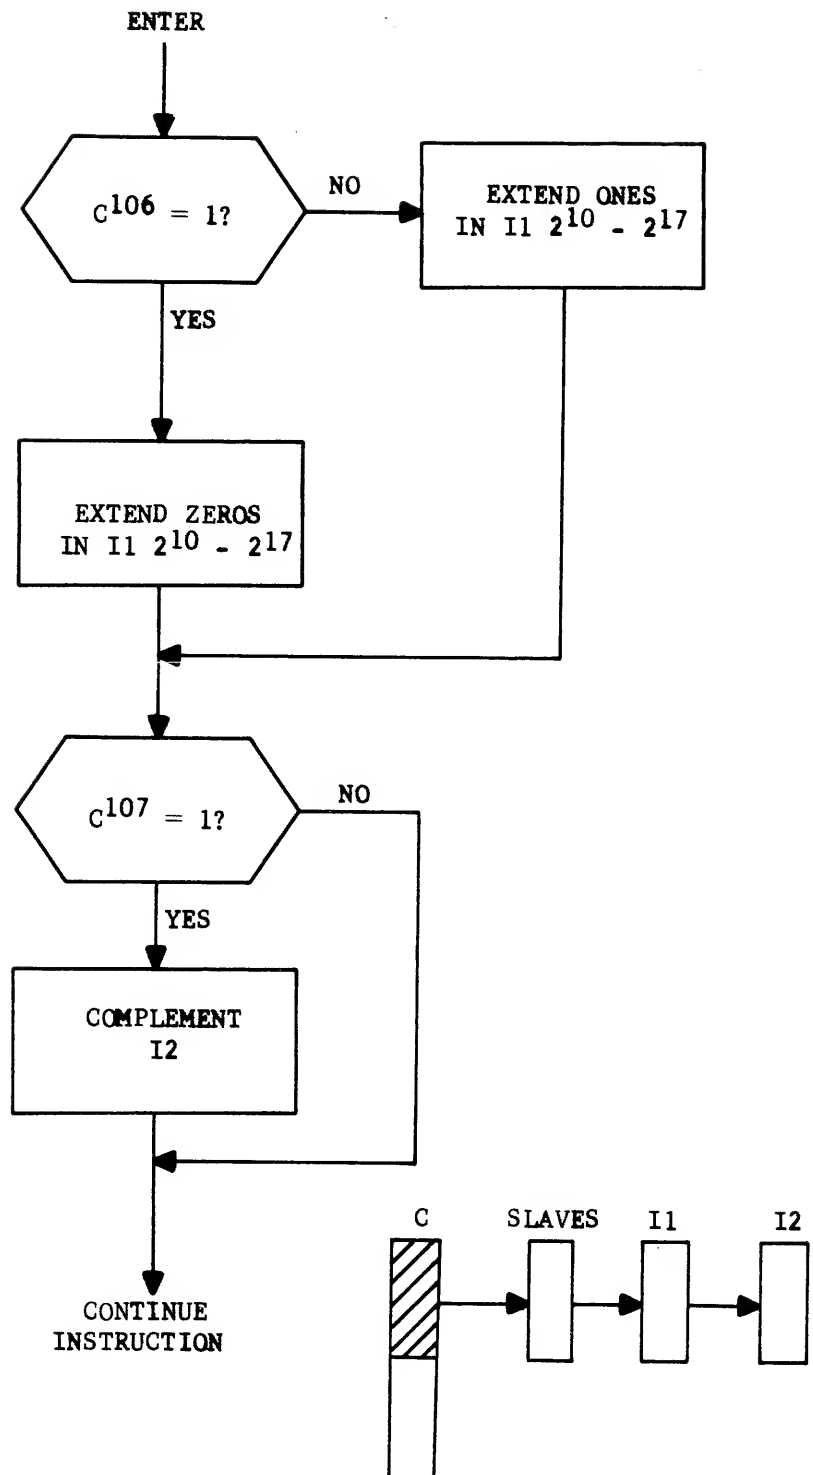 ENTER
C¹⁰⁶ = 1?
NO
EXTEND ONES
IN I1 2¹⁰ - 2¹⁷
YES
EXTEND ZEROS
IN I1 2¹⁰ - 2¹⁷
C¹⁰⁷ = 1?
NO
YES
COMPLEMENT
I2
CONTINUE
INSTRUCTION
C SLAVES I1 I2